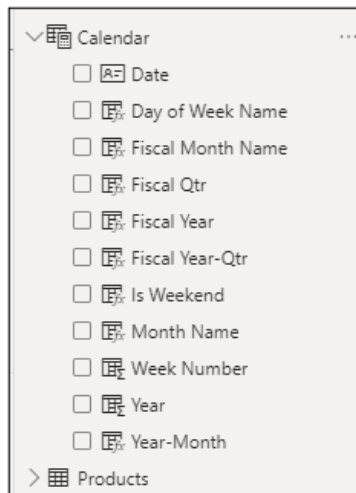 Calendar
Date
Day of Week Name
Fiscal Month Name
Fiscal Qtr
Fiscal Year
Fiscal Year-Qtr
Is Weekend
Month Name
Week Number
Year
Year-Month
Products